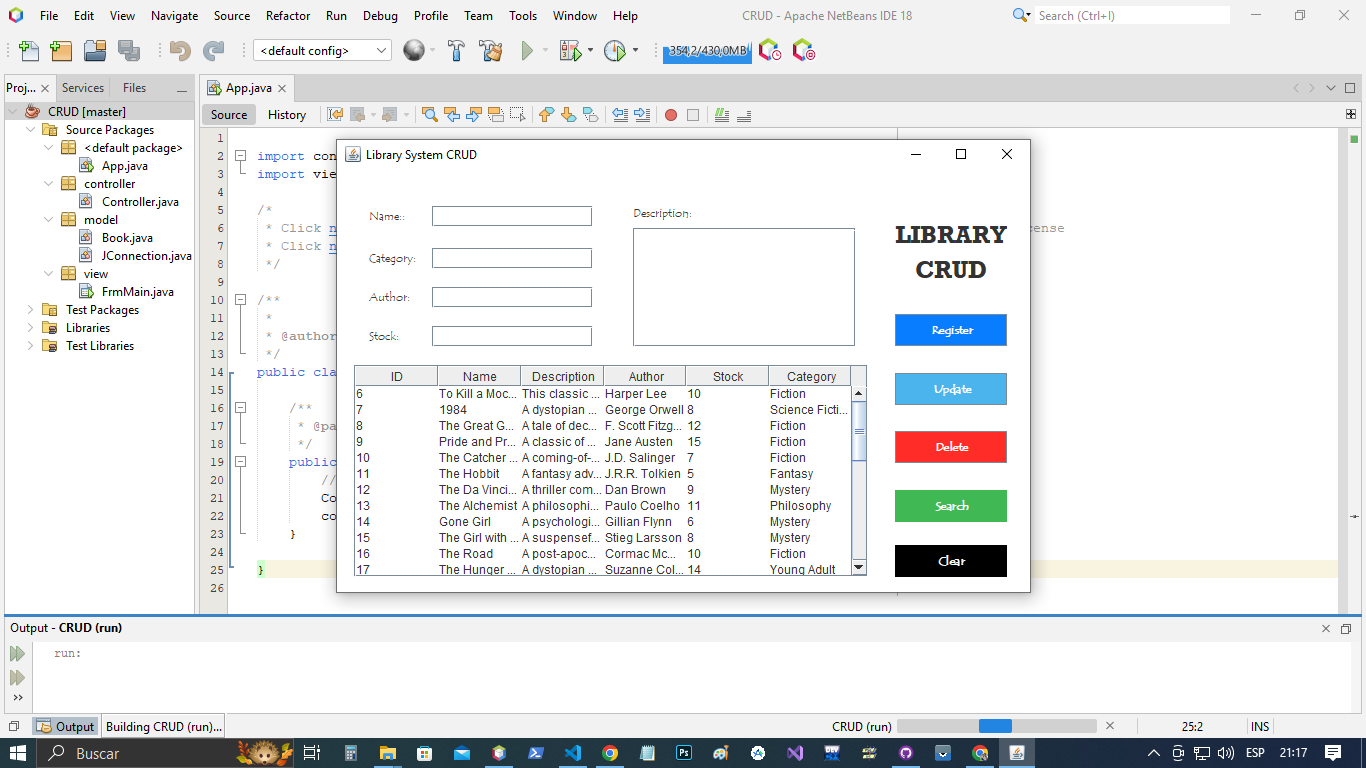 File Edit View Navigate Source Refactor Run Debug Profile Team Tools Window Help
CRUD - Apache NetBeans IDE 18
Search (Ctrl+I)
<default config>
354,2/430,0MB
Proj... Services Files
App.java
CRUD [master]
Source Packages
<default package>
App.java
controller
Controller.java
model
Book.java
JConnection.java
view
FrmMain.java
Test Packages
Libraries
Test Libraries
Source History
1
2 import con
3 import vie
4
5 /*
6 * Click n cense
7 * Click n
8 */
9
10 /**
11 *
12 * @author
13 */
14 public cla
15
16 /**
17 * @pa
18 */
19 public
20 //
21 Co
22 co
23 }
24
25 }
26
Library System CRUD
Name::
Category:
Author:
Stock:
Description:
LIBRARY
CRUD
Register
Update
Delete
Search
Clear
ID Name Description Author Stock Category
6 To Kill a Moc... This classic ... Harper Lee 10 Fiction
7 1984 A dystopian ... George Orwell 8 Science Ficti...
8 The Great G... A tale of dec... F. Scott Fitzg... 12 Fiction
9 Pride and Pr... A classic of ... Jane Austen 15 Fiction
10 The Catcher ... A coming-of-... J.D. Salinger 7 Fiction
11 The Hobbit A fantasy adv... J.R.R. Tolkien 5 Fantasy
12 The Da Vinci... A thriller com... Dan Brown 9 Mystery
13 The Alchemist A philosophi... Paulo Coelho 11 Philosophy
14 Gone Girl A psychologi... Gillian Flynn 6 Mystery
15 The Girl with ... A suspensef... Stieg Larsson 8 Mystery
16 The Road A post-apoc... Cormac Mc... 10 Fiction
17 The Hunger ... A dystopian ... Suzanne Col... 14 Young Adult
Output - CRUD (run)
run:
Output
Building CRUD (run)...
CRUD (run)
25:2
INS
Buscar
ESP
21:17